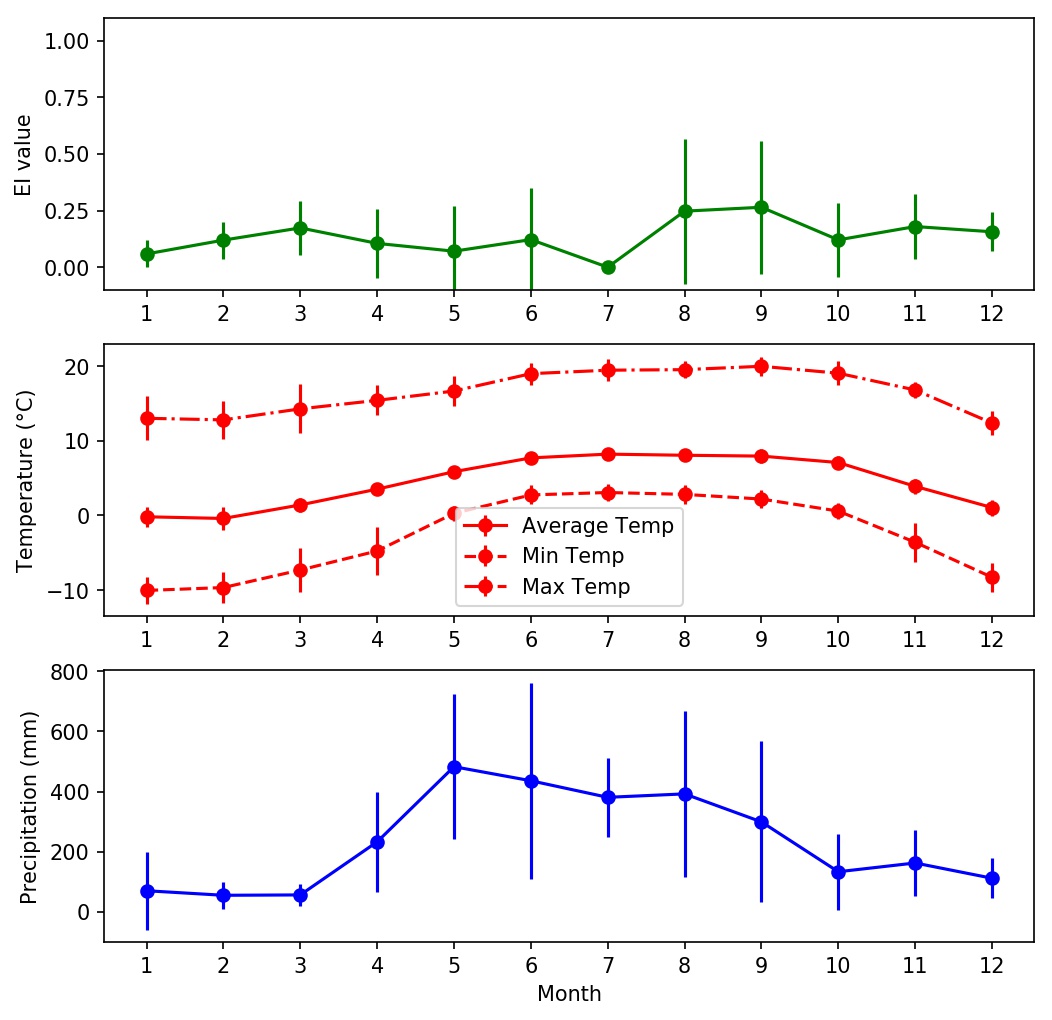 1.00
0.75
0.50
0.25
0.00
EI value
1 2 3 4 5 6 7 8 9 10 11 12
20
10
0
−10
Temperature (°C)
Average Temp
Min Temp
Max Temp
1 2 3 4 5 6 7 8 9 10 11 12
800
600
400
200
0
Precipitation (mm)
1 2 3 4 5 6 7 8 9 10 11 12
Month